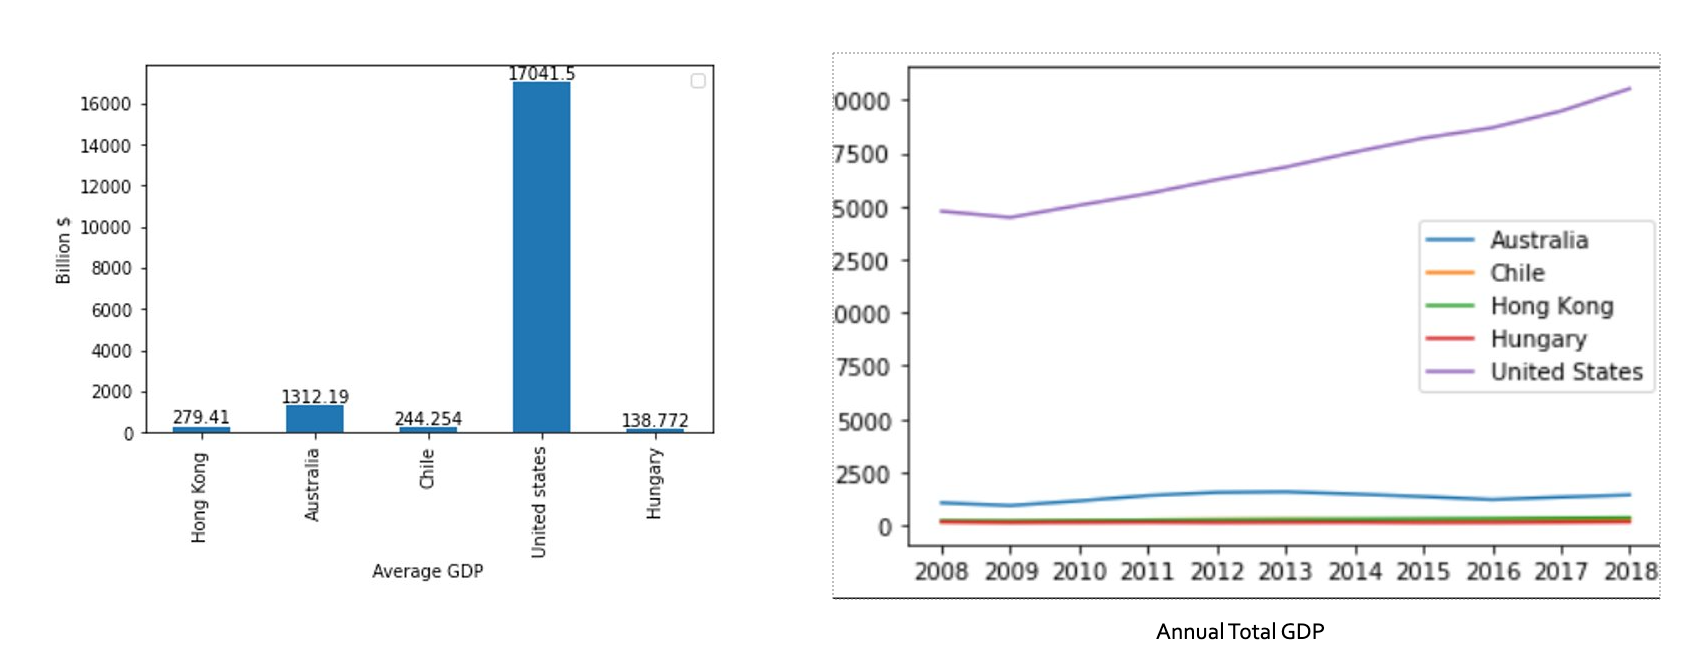 17041.5
16000
14000
12000
10000
8000
6000
4000
2000
0
Billion $
279.41
1312.19
244.254
138.772
Hong Kong
Australia
Chile
United states
Hungary
Average GDP
0000
7500
5000
2500
0000
7500
5000
2500
0
Australia
Chile
Hong Kong
Hungary
United States
2008 2009 2010 2011 2012 2013 2014 2015 2016 2017 2018
Annual Total GDP